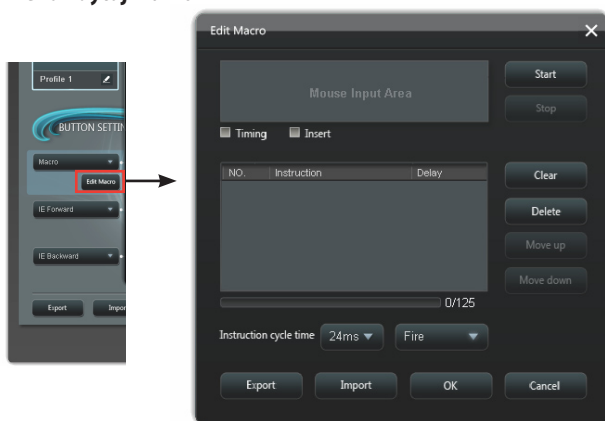 Edit Macro
Profile 1
BUTTON SETTIN
Macro
Edit Macro
IE Forward
IE Backward
Export Impor
Mouse Input Area
Start
Stop
Timing Insert
NO. Instruction Delay
Clear
Delete
Move up
Move down
0/125
Instruction cycle time 24ms Fire
Export Import OK Cancel